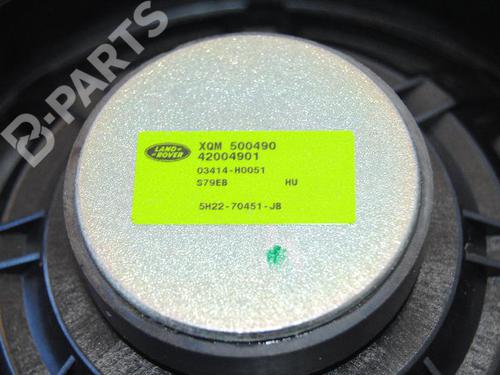 B-PARTS
LAND
ROVER
XQM 500490
42004901
03414-H0051
S79EB HU
5H22-70451-JB